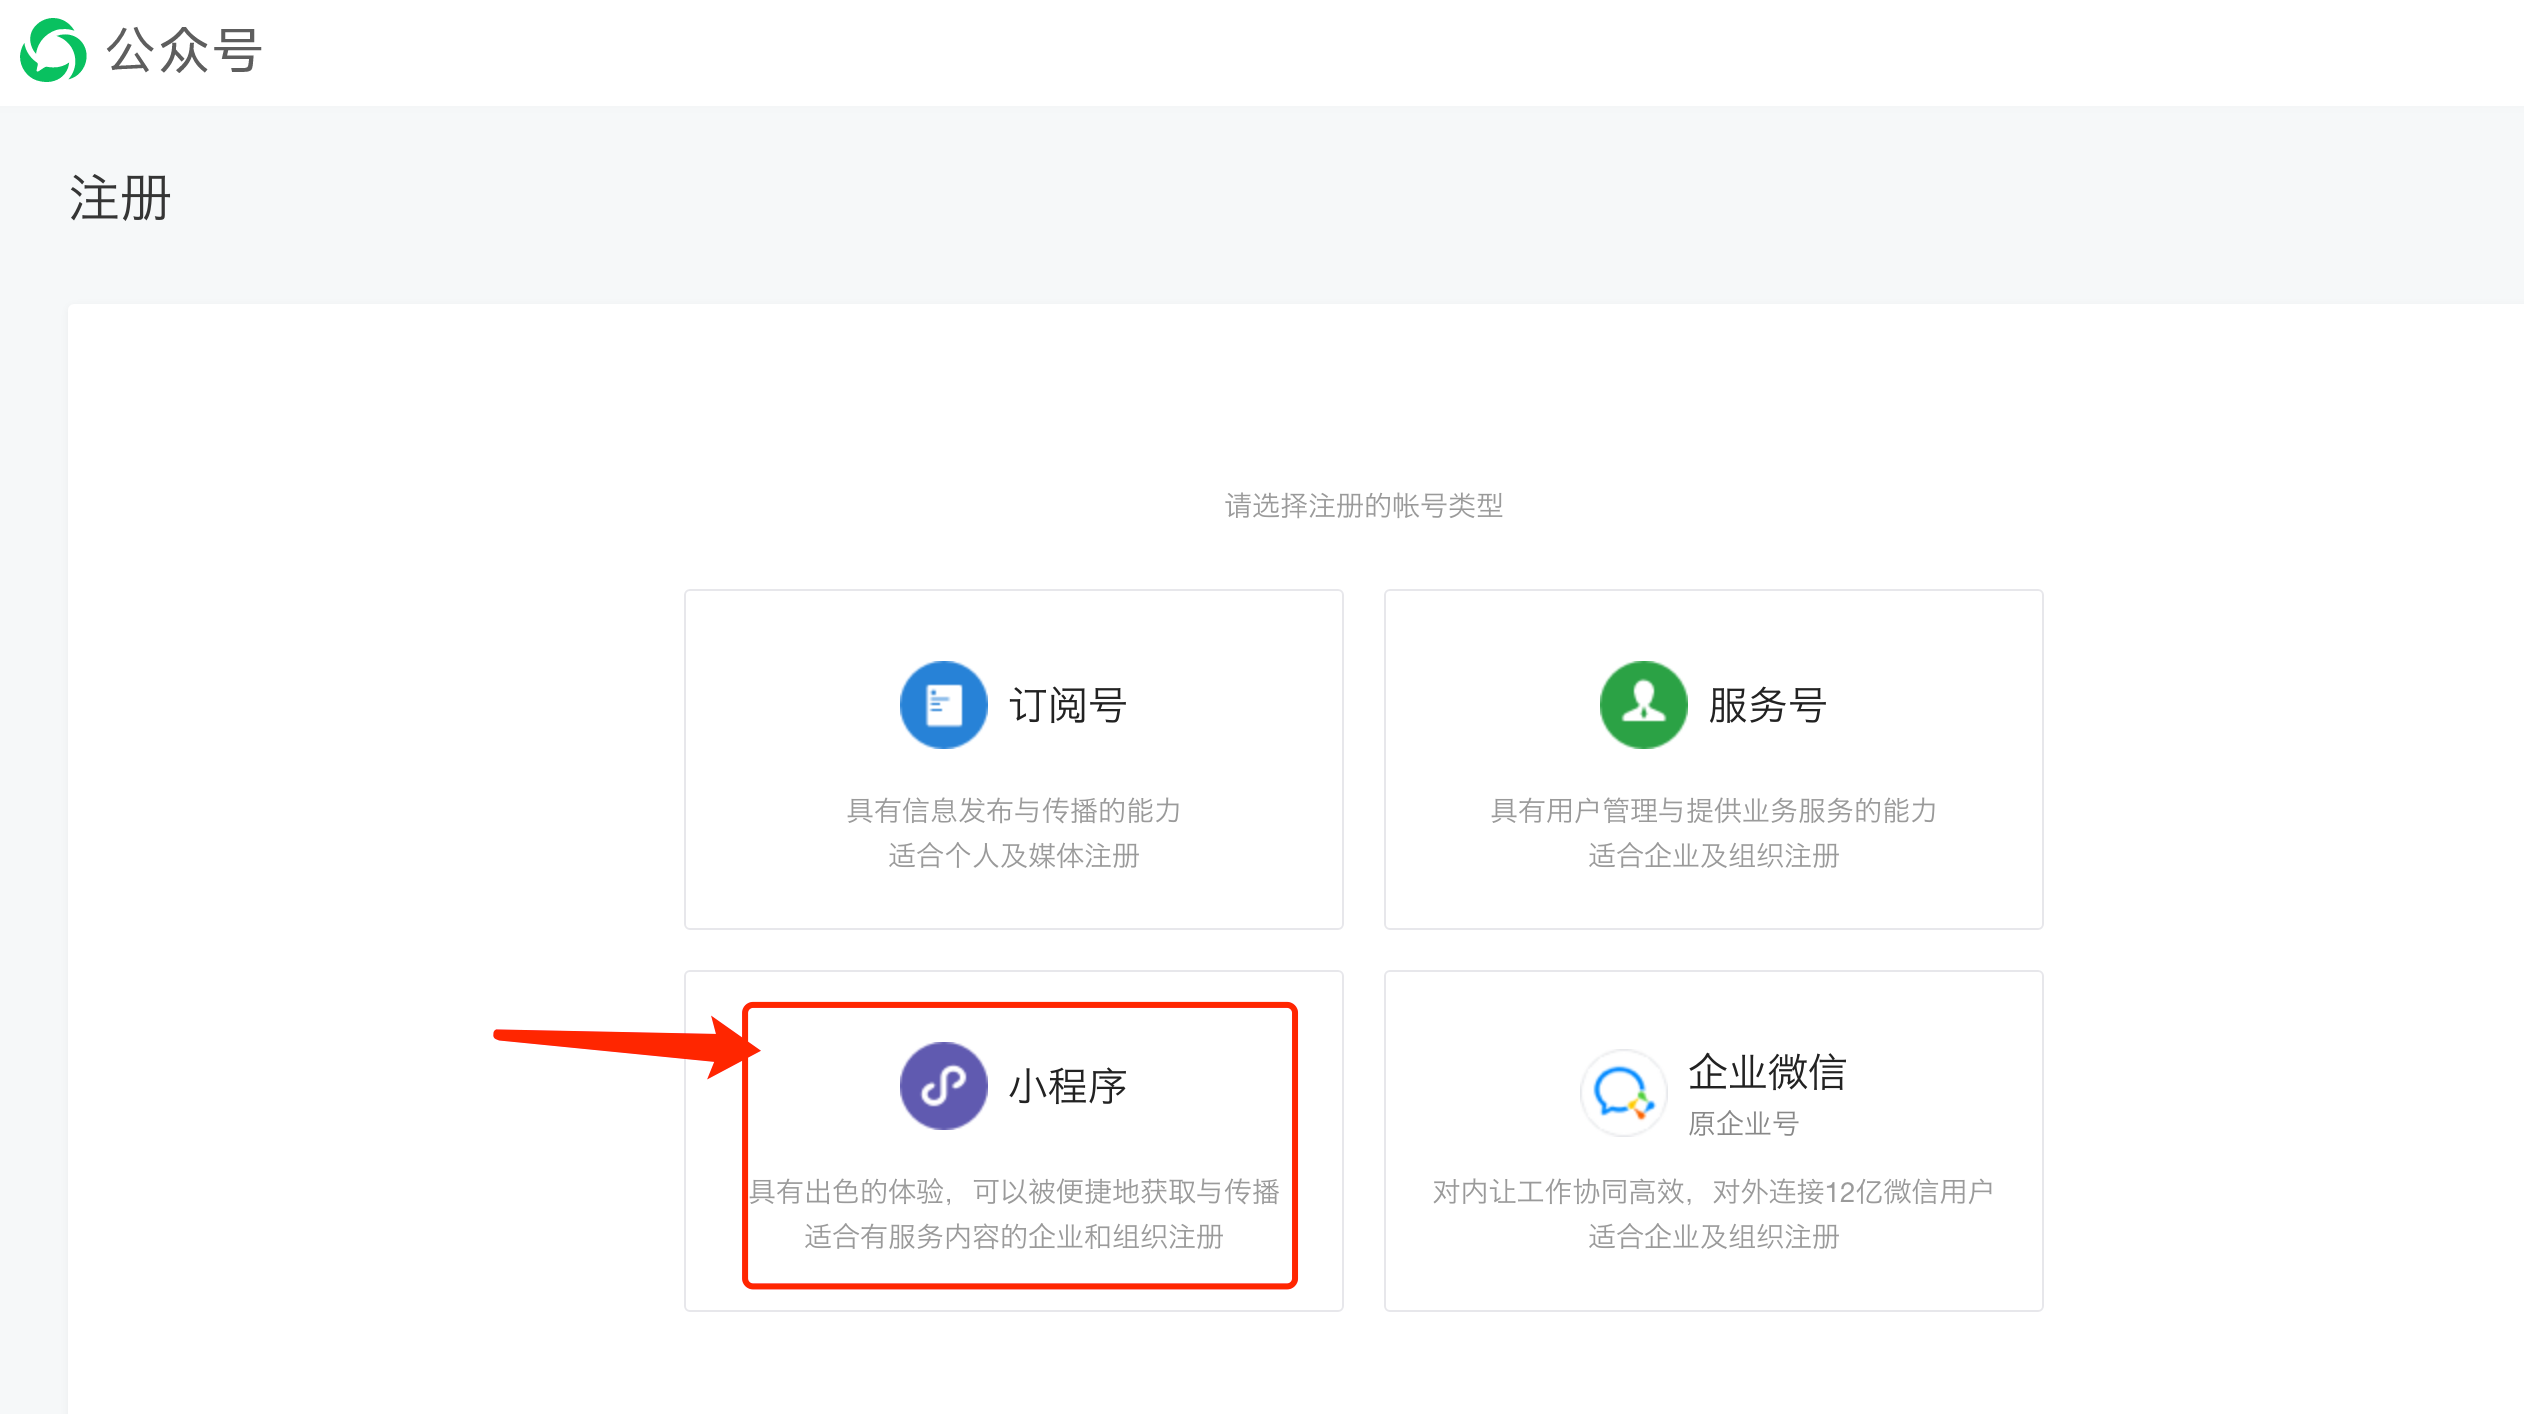 公众号
注册
请选择注册的帐号类型
订阅号
具有信息发布与传播的能力
适合个人及媒体注册
服务号
具有用户管理与提供业务服务的能力
适合企业及组织注册
小程序
具有出色的体验，可以被便捷地获取与传播
适合有服务内容的企业和组织注册
企业微信
原企业号
对内让工作协同高效，对外连接12亿微信用户
适合企业及组织注册